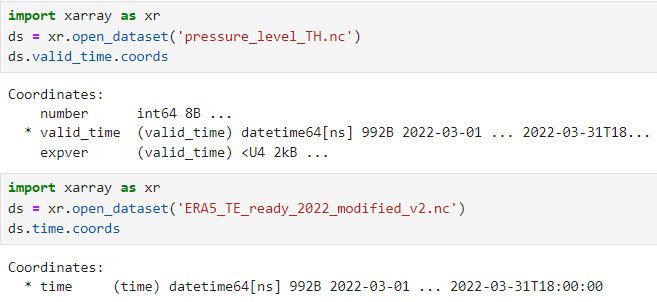 import xarray as xr
ds = xr.open_dataset('pressure_level_TH.nc')
ds.valid_time.coords
Coordinates:
    number      int64 8B ...
  * valid_time  (valid_time) datetime64[ns] 992B 2022-03-01 ... 2022-03-31T18...
    expver      (valid_time) <U4 2kB ...
import xarray as xr
ds = xr.open_dataset('ERA5_TE_ready_2022_modified_v2.nc')
ds.time.coords
Coordinates:
  * time     (time) datetime64[ns] 992B 2022-03-01 ... 2022-03-31T18:00:00